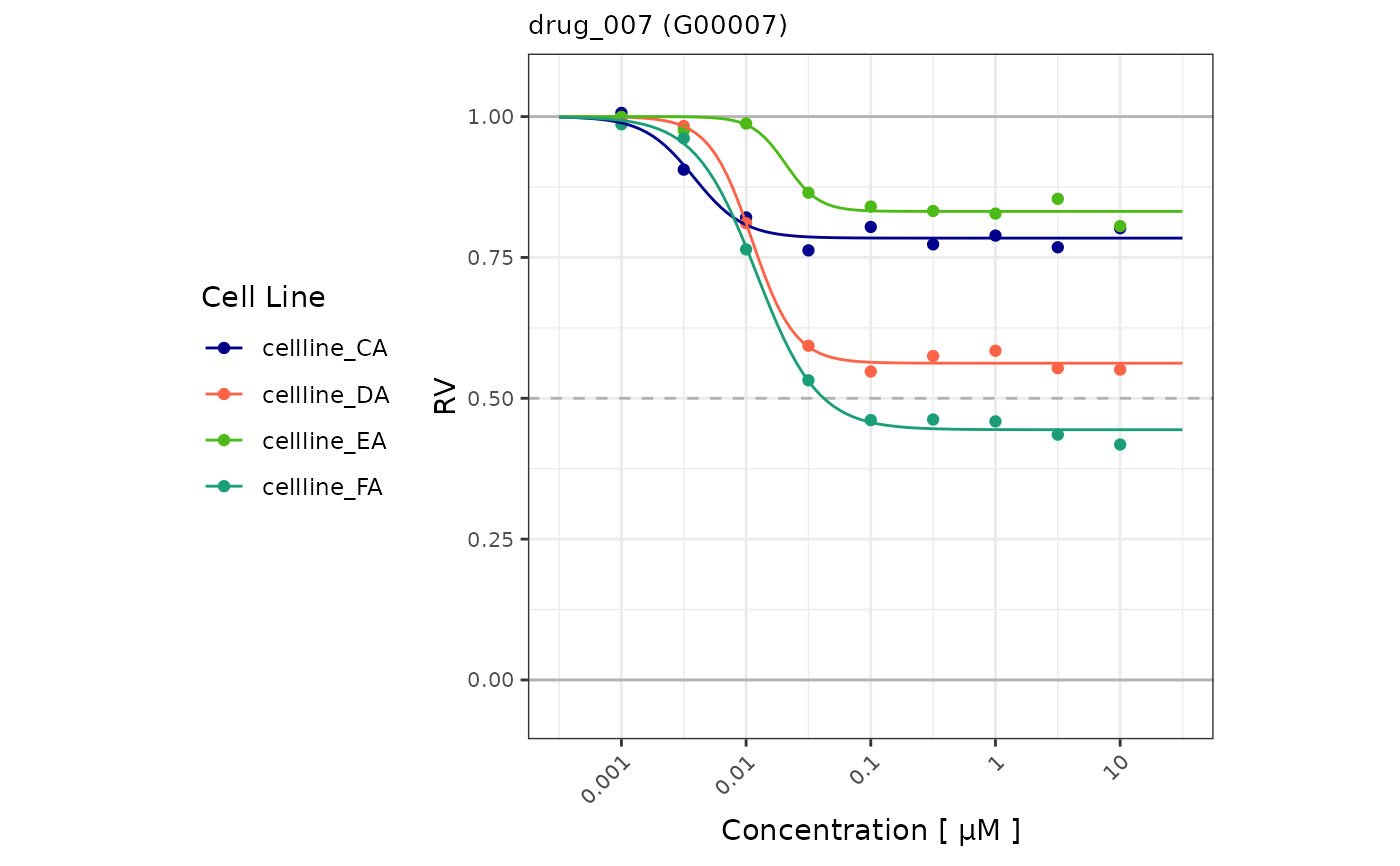 drug_007 (G00007)
Cell Line
cellline_CA
cellline_DA
cellline_EA
cellline_FA
RV
1.00
0.75
0.50
0.25
0.00
0.001
0.01
0.1
1
10
Concentration [ µM ]